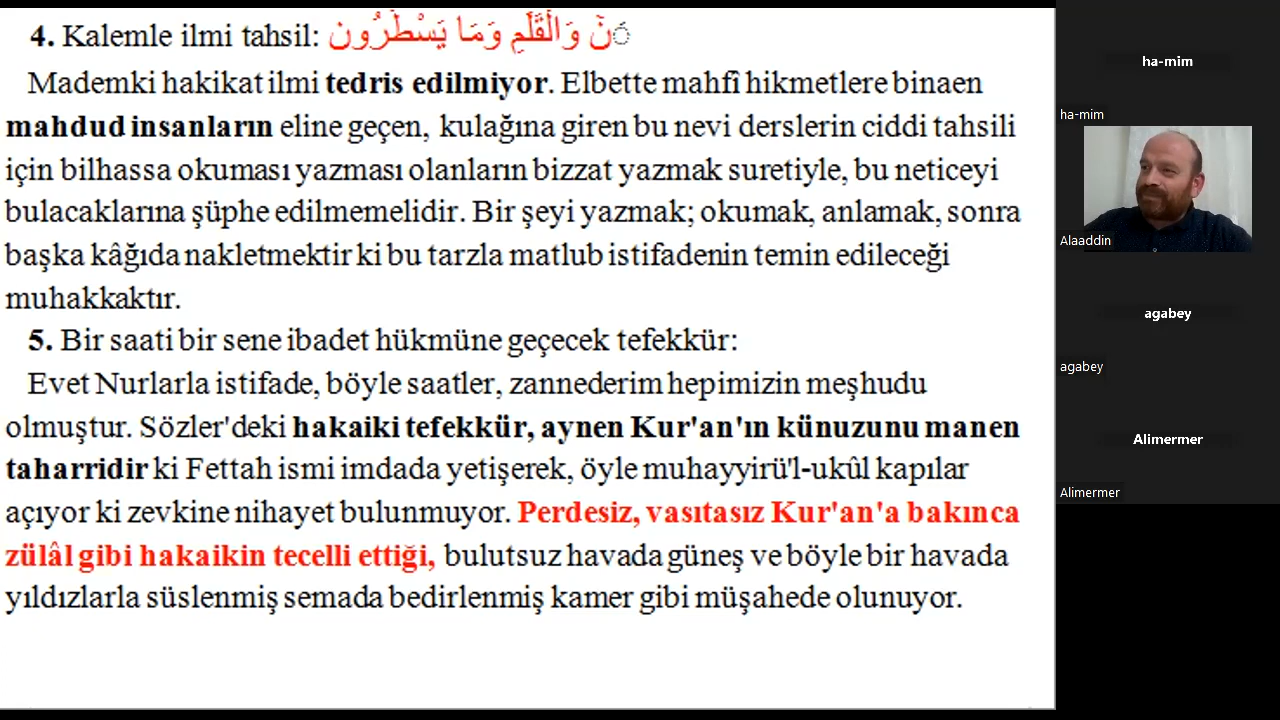 4. Kalemle ilmi tahsil: نۤ وَالْقَلَمِ وَمَا يَسْطُرُونَ
Mademki hakikat ilmi tedris edilmiyor. Elbette mahfî hikmetlere binaen
mahdud insanların eline geçen, kulağına giren bu nevi derslerin ciddi tahsili
için bilhassa okuması yazması olanların bizzat yazmak suretiyle, bu neticeyi
bulacaklarına şüphe edilmemelidir. Bir şeyi yazmak; okumak, anlamak, sonra
başka kâğıda nakletmektir ki bu tarzla matlub istifadenin temin edileceği
muhakkaktır.
5. Bir saati bir sene ibadet hükmüne geçecek tefekkür:
Evet Nurlarla istifade, böyle saatler, zannederim hepimizin meşhudu
olmuştur. Sözler'deki hakaiki tefekkür, aynen Kur'an'ın künuzunu manen
taharridir ki Fettah ismi imdada yetişerek, öyle muhayyirü'l-ukûl kapılar
açıyor ki zevkine nihayet bulunmuyor. Perdesiz, vasıtasız Kur'an'a bakınca
zülâl gibi hakaikin tecelli ettiği, bulutsuz havada güneş ve böyle bir havada
yıldızlarla süslenmiş semada bedirlenmiş kamer gibi müşahede olunuyor.
ha-mim
ha-mim
Alaaddin
agabey
agabey
Alimermer
Alimermer